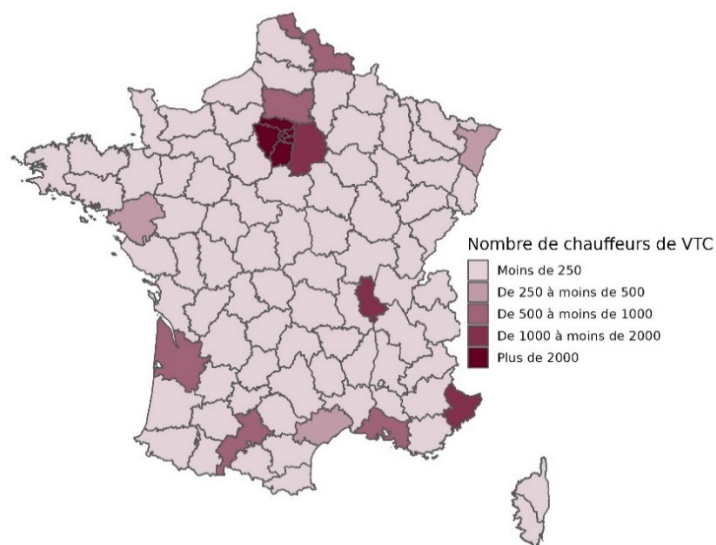 Nombre de chauffeurs de VTC
Moins de 250
De 250 à moins de 500
De 500 à moins de 1000
De 1000 à moins de 2000
Plus de 2000